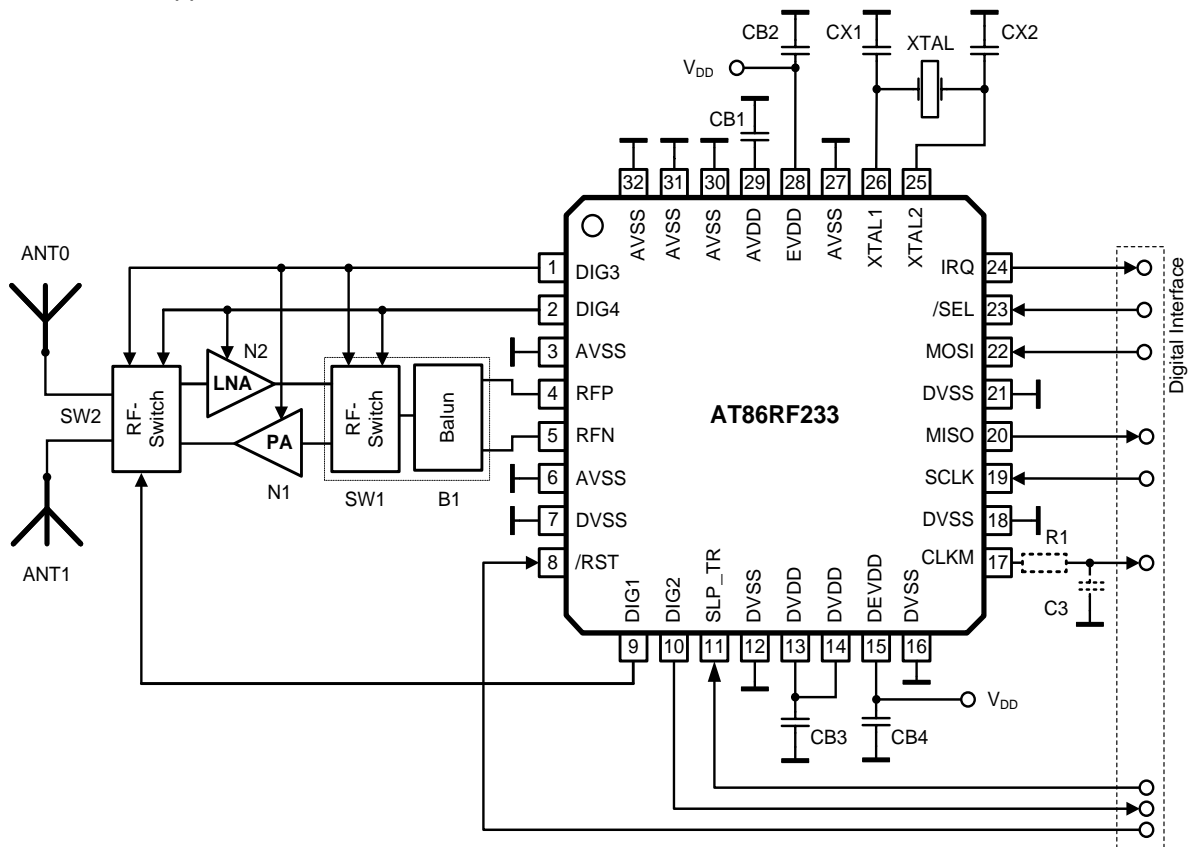 CB2
CX1
XTAL
CX2
VDD
CB1
32
31
30
29
28
27
26
25
AVSS
AVSS
AVSS
AVDD
EVDD
AVSS
XTAL1
XTAL2
ANT0
1
DIG3
IRQ
24
2
DIG4
/SEL
23
N2
3
AVSS
MOSI
22
LNA
SW2
RF-
Switch
RF-
Switch
Balun
4
RFP
AT86RF233
DVSS
21
PA
5
RFN
MISO
20
N1
SW1
B1
6
AVSS
SCLK
19
7
DVSS
DVSS
18
ANT1
8
/RST
CLKM
17
R1
C3
Digital Interface
DIG1
DIG2
SLP_TR
DVSS
DVDD
DVDD
DEVDD
DVSS
9
10
11
12
13
14
15
16
VDD
CB3
CB4